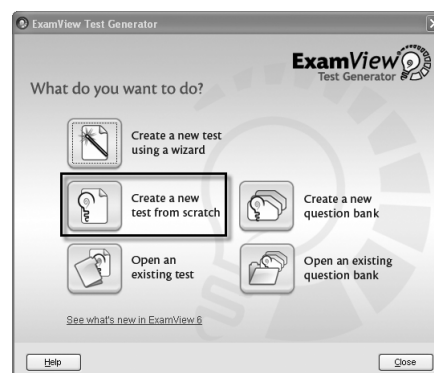 ExamView Test Generator
ExamView
Test Generator
What do you want to do?
Create a new test
using a wizard
Create a new
test from scratch
Create a new
question bank
Open an
existing test
Open an existing
question bank
See what's new in ExamView 6
Help
Close